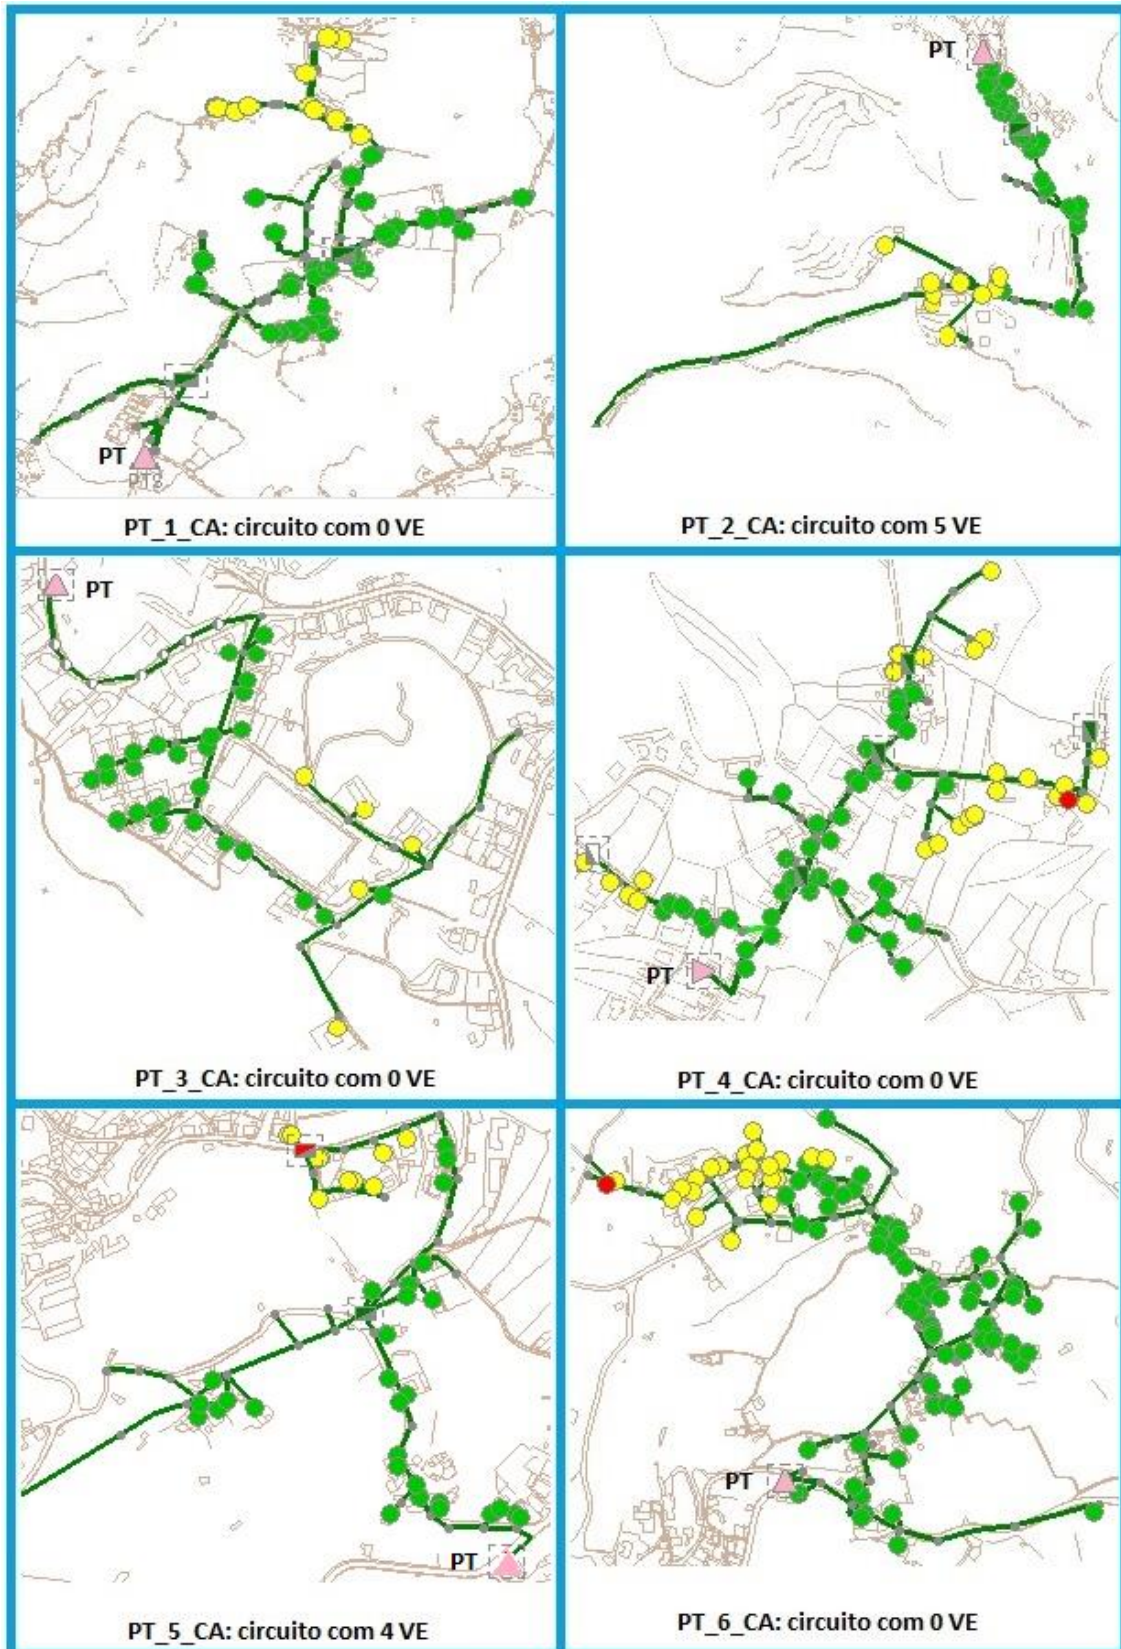 PT
PTS
PT_1_CA: circuito com 0 VE
PT
PT_2_CA: circuito com 5 VE
PT
PT_3_CA: circuito com 0 VE
PT
PT_4_CA: circuito com 0 VE
PT
PT_5_CA: circuito com 4 VE
PT
PT_6_CA: circuito com 0 VE